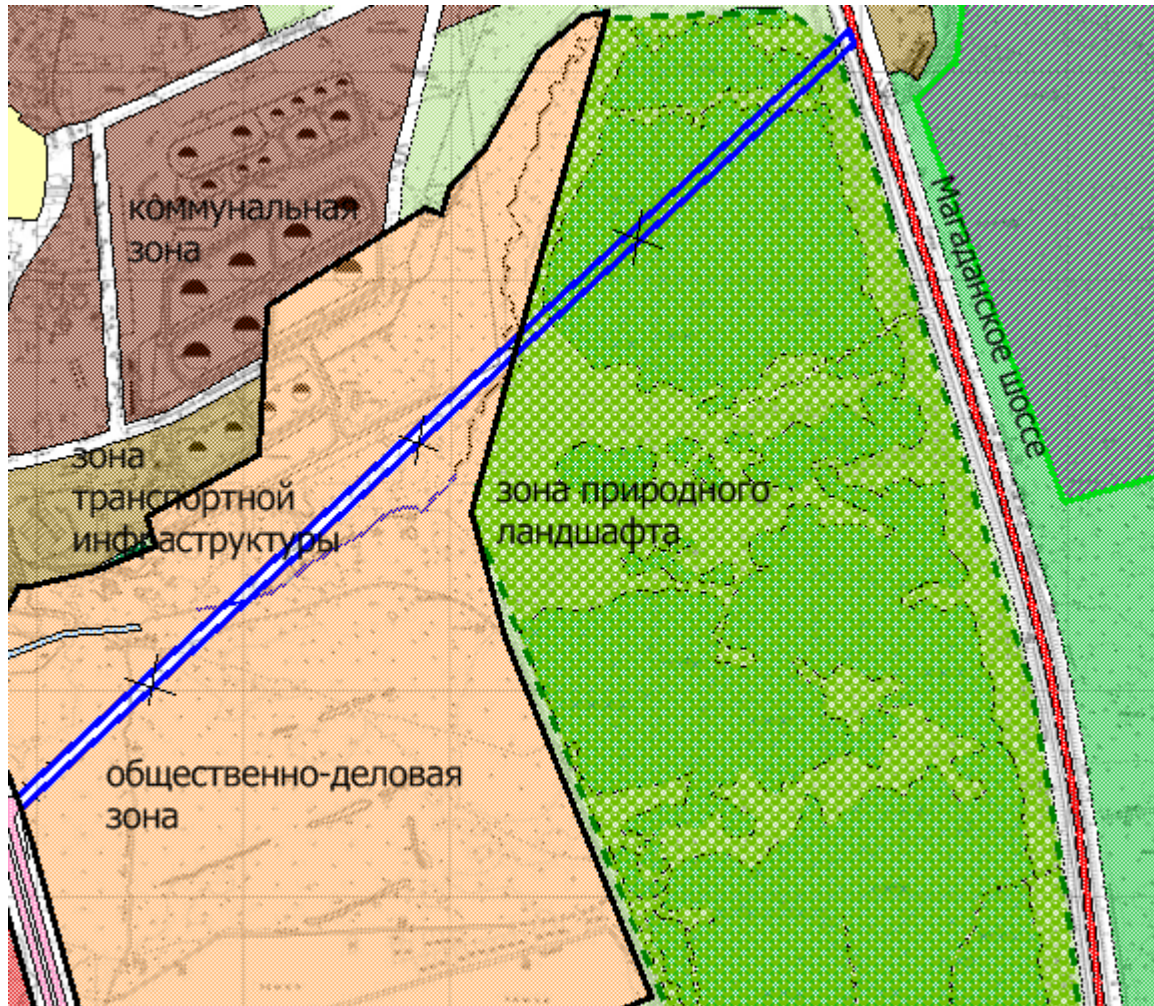 коммунальная
зона
Магаданское шоссе
зона
транспортной
инфраструктуры
зона природного
ландшафта
общественно-деловая
зона